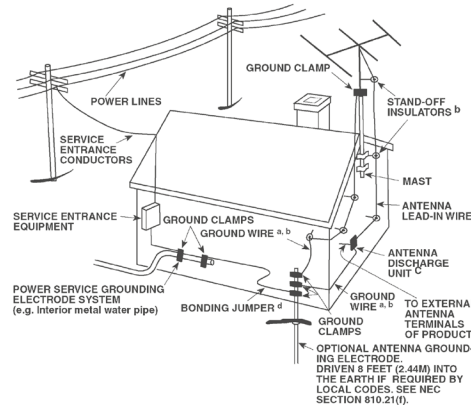 GROUND CLAMP
POWER LINES
STAND-OFF
INSULATORS b
SERVICE
ENTRANCE
CONDUCTORS
MAST
ANTENNA
LEAD-IN WIRE
SERVICE ENTRANCE
EQUIPMENT
GROUND CLAMPS
GROUND WIRE a, b
ANTENNA
DISCHARGE
UNIT C
POWER SERVICE GROUNDING
ELECTRODE SYSTEM
(e.g. Interior metal water pipe)
BONDING JUMPER d
GROUND
WIRE a, b
TO EXTERNA
ANTENNA
TERMINALS
OF PRODUCT
GROUND
CLAMPS
OPTIONAL ANTENNA GROUND-
ING ELECTRODE.
DRIVEN 8 FEET (2.44M) INTO
THE EARTH IF REQUIRED BY
LOCAL CODES. SEE NEC
SECTION 810.21(f).